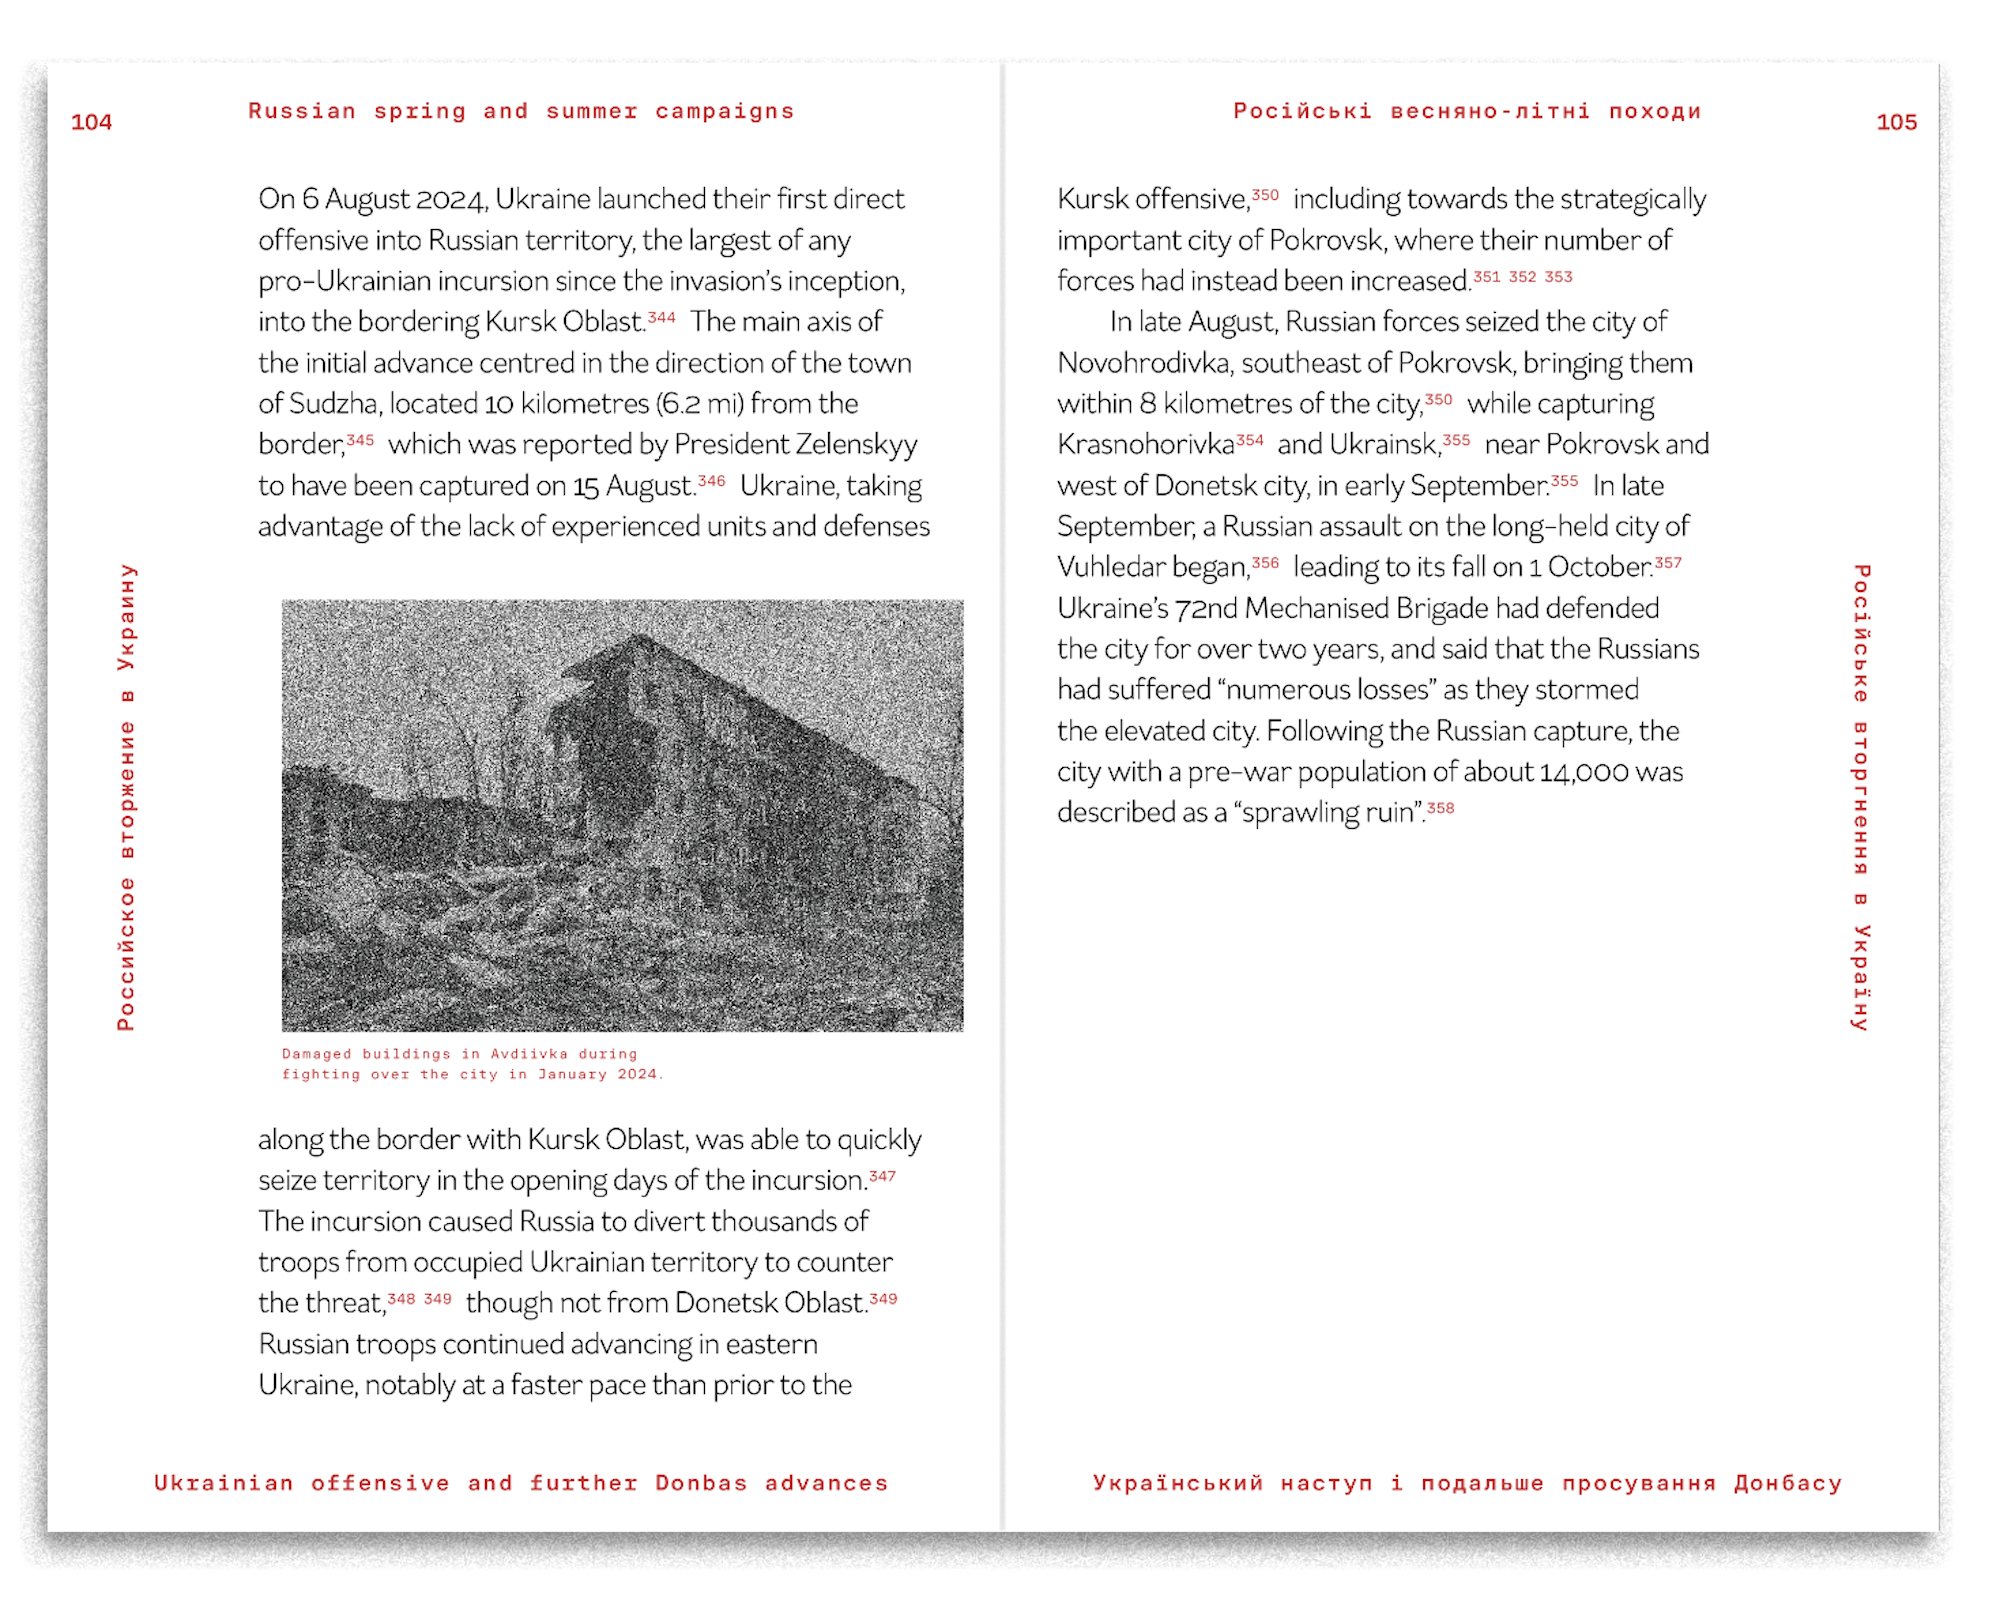 104
Russian spring and summer campaigns
On 6 August 2024, Ukraine launched their first direct
offensive into Russian territory, the largest of any
pro-Ukrainian incursion since the invasion’s inception,
into the bordering Kursk Oblast.344 The main axis of
the initial advance centred in the direction of the town
of Sudzha, located 10 kilometres (6.2 mi) from the
border,345 which was reported by President Zelenskyy
to have been captured on 15 August.346 Ukraine, taking
advantage of the lack of experienced units and defenses
Российское вторжение в Украину
Damaged buildings in Avdiivka during
fighting over the city in January 2024.
along the border with Kursk Oblast, was able to quickly
seize territory in the opening days of the incursion.347
The incursion caused Russia to divert thousands of
troops from occupied Ukrainian territory to counter
the threat,348 349 though not from Donetsk Oblast.349
Russian troops continued advancing in eastern
Ukraine, notably at a faster pace than prior to the
Ukrainian offensive and further Donbas advances
Російські весняно-літні походи
105
Kursk offensive,350 including towards the strategically
important city of Pokrovsk, where their number of
forces had instead been increased.351 352 353
In late August, Russian forces seized the city of
Novohrodivka, southeast of Pokrovsk, bringing them
within 8 kilometres of the city,350 while capturing
Krasnohorivka354 and Ukrainsk,355 near Pokrovsk and
west of Donetsk city, in early September.355 In late
September, a Russian assault on the long-held city of
Vuhledar began,356 leading to its fall on 1 October.357
Ukraine’s 72nd Mechanised Brigade had defended
the city for over two years, and said that the Russians
had suffered “numerous losses” as they stormed
the elevated city. Following the Russian capture, the
city with a pre-war population of about 14,000 was
described as a “sprawling ruin”.358
Російське вторгнення в Україну
Український наступ і подальше просування Донбасу